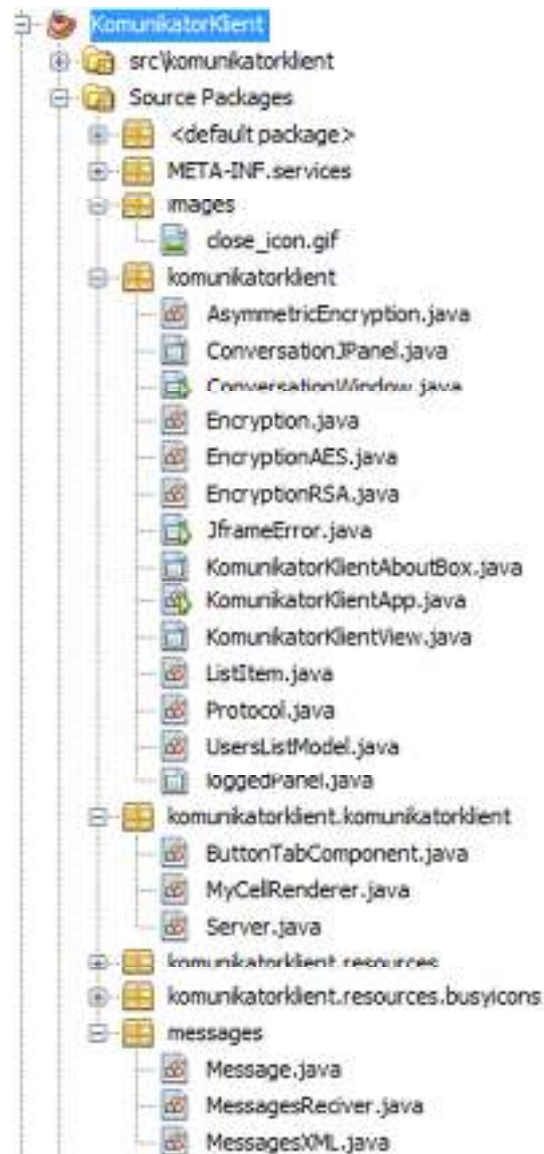 KomunikatorKlient
src\komunikatorklient
Source Packages
<default package>
META-INF.services
images
close_icon.gif
komunikatorklient
AsymmetricEncryption.java
ConversationJPanel.java
ConversationWindow.java
Encryption.java
EncryptionAES.java
EncryptionRSA.java
JframeError.java
KomunikatorKlientAboutBox.java
KomunikatorKlientApp.java
KomunikatorKlientView.java
ListItem.java
Protocol.java
UsersListModel.java
loggedPanel.java
komunikatorklient.komunikatorklient
ButtonTabComponent.java
MyCellRenderer.java
Server.java
komunikatorklient.resources
komunikatorklient.resources.busyicons
messages
Message.java
MessagesReciver.java
MessagesXML.java